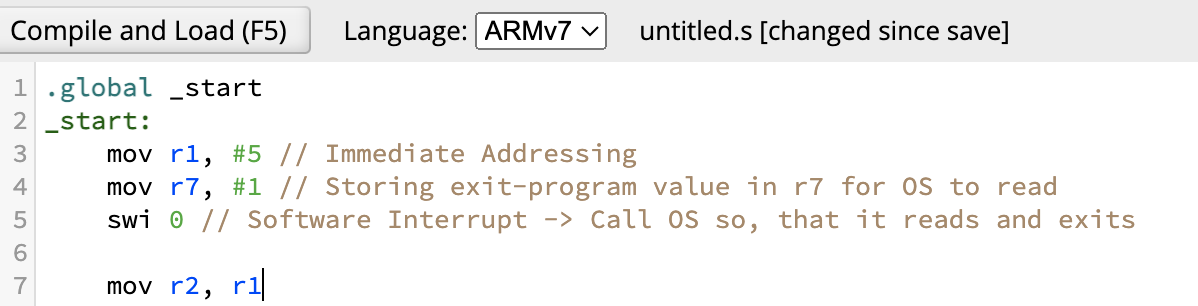 Compile and Load (F5) Language: ARMv7 untitled.s [changed since save]
1 .global _start
2 _start:
3 mov r1, #5 // Immediate Addressing
4 mov r7, #1 // Storing exit-program value in r7 for OS to read
5 swi 0 // Software Interrupt -> Call OS so, that it reads and exits
6
7 mov r2, r1